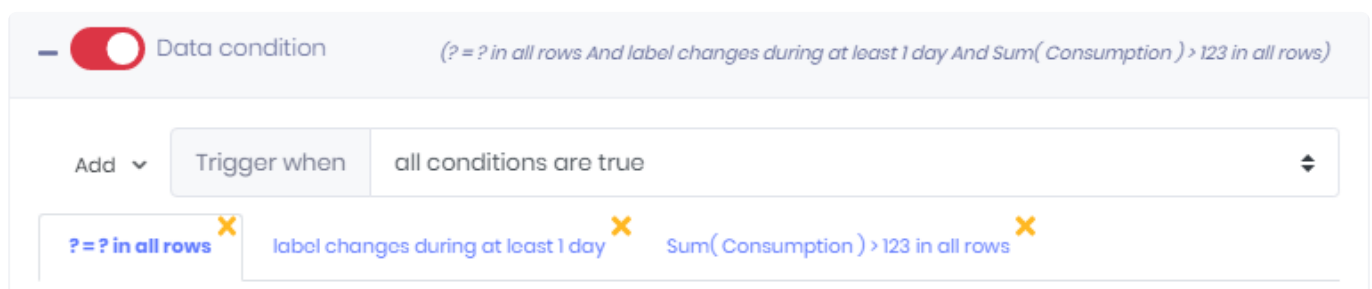 Data condition (? = ? in all rows And label changes during at least 1 day And Sum( Consumption ) > 123 in all rows)
Add Trigger when all conditions are true
? = ? in all rows label changes during at least 1 day Sum( Consumption ) > 123 in all rows